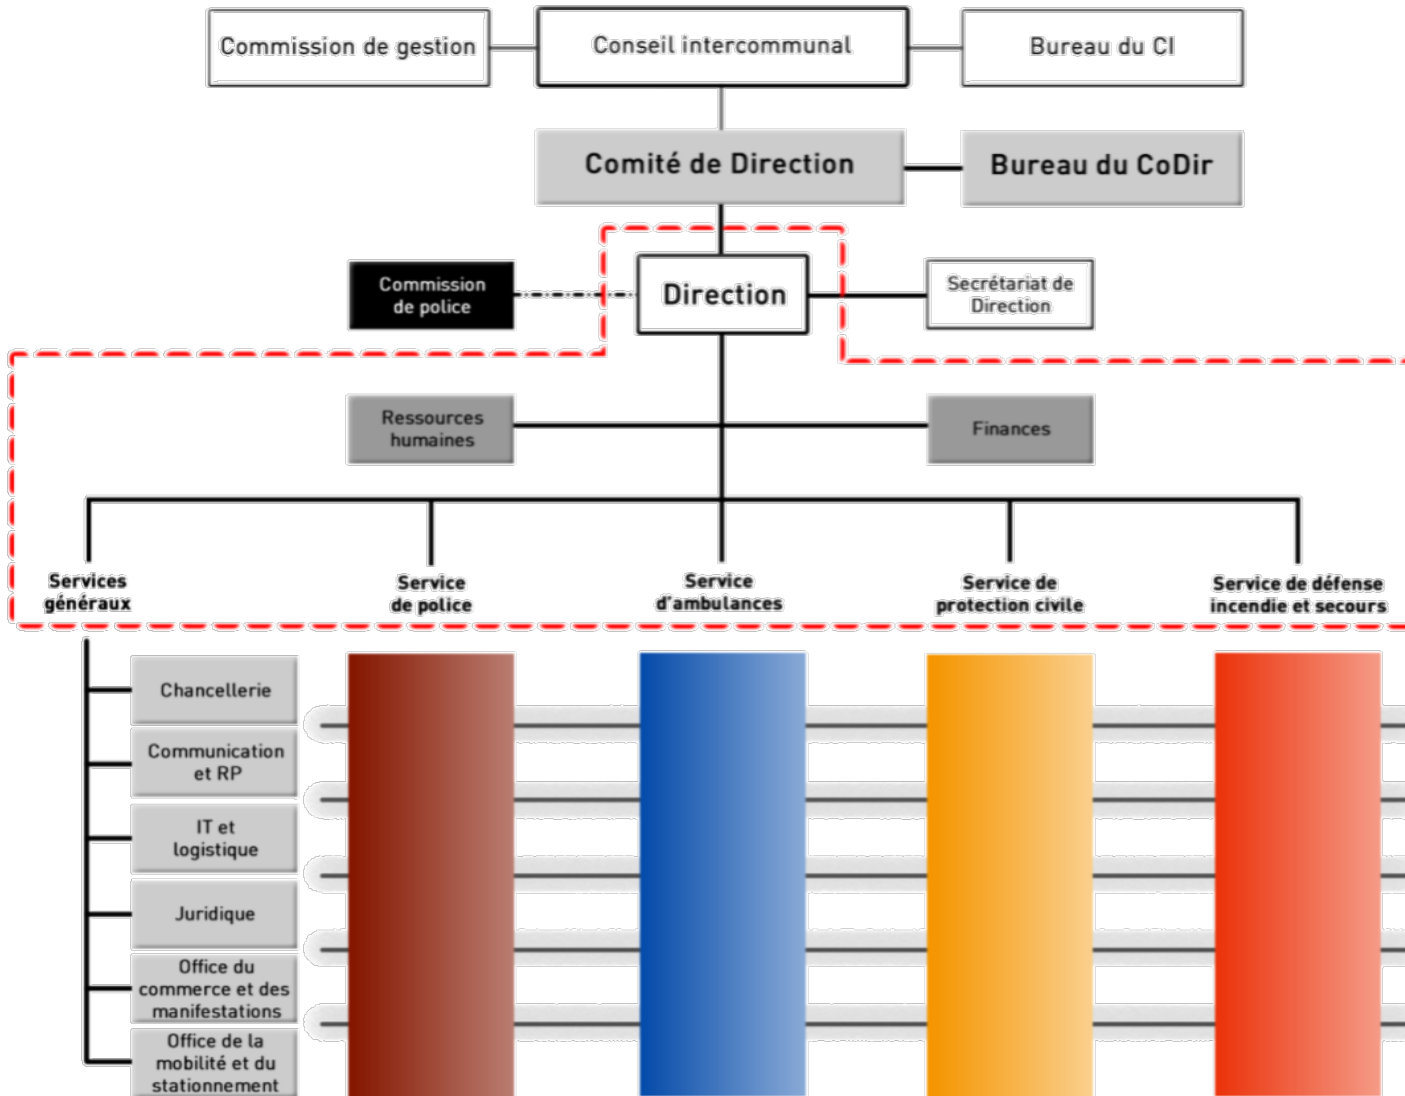 Commission de gestion
Conseil intercommunal
Bureau du CI
Comité de Direction
Bureau du CoDir
Commission
de police
Direction
Secrétariat de
Direction
Ressources
humaines
Finances
Services
généraux
Service
de police
Service
d'ambulances
Service de
protection civile
Service de défense
incendie et secours
Chancellerie
Communication
et RP
IT et
logistique
Juridique
Office du
commerce et des
manifestations
Office de la
mobilité et du
stationnement